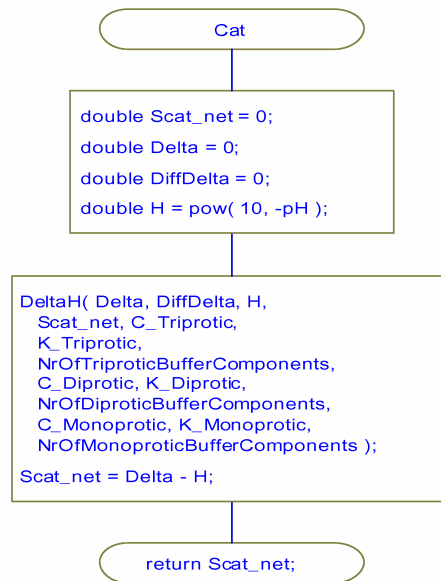 Cat
double Scat_net = 0;
double Delta = 0;
double DiffDelta = 0;
double H = pow( 10, -pH );
DeltaH( Delta, DiffDelta, H,
Scat_net, C_Triprotic,
K_Triprotic,
NrOfTriproticBufferComponents,
C_Diprotic, K_Diprotic,
NrOfDiproticBufferComponents,
C_Monoprotic, K_Monoprotic,
NrOfMonoproticBufferComponents );
Scat_net = Delta - H;
return Scat_net;